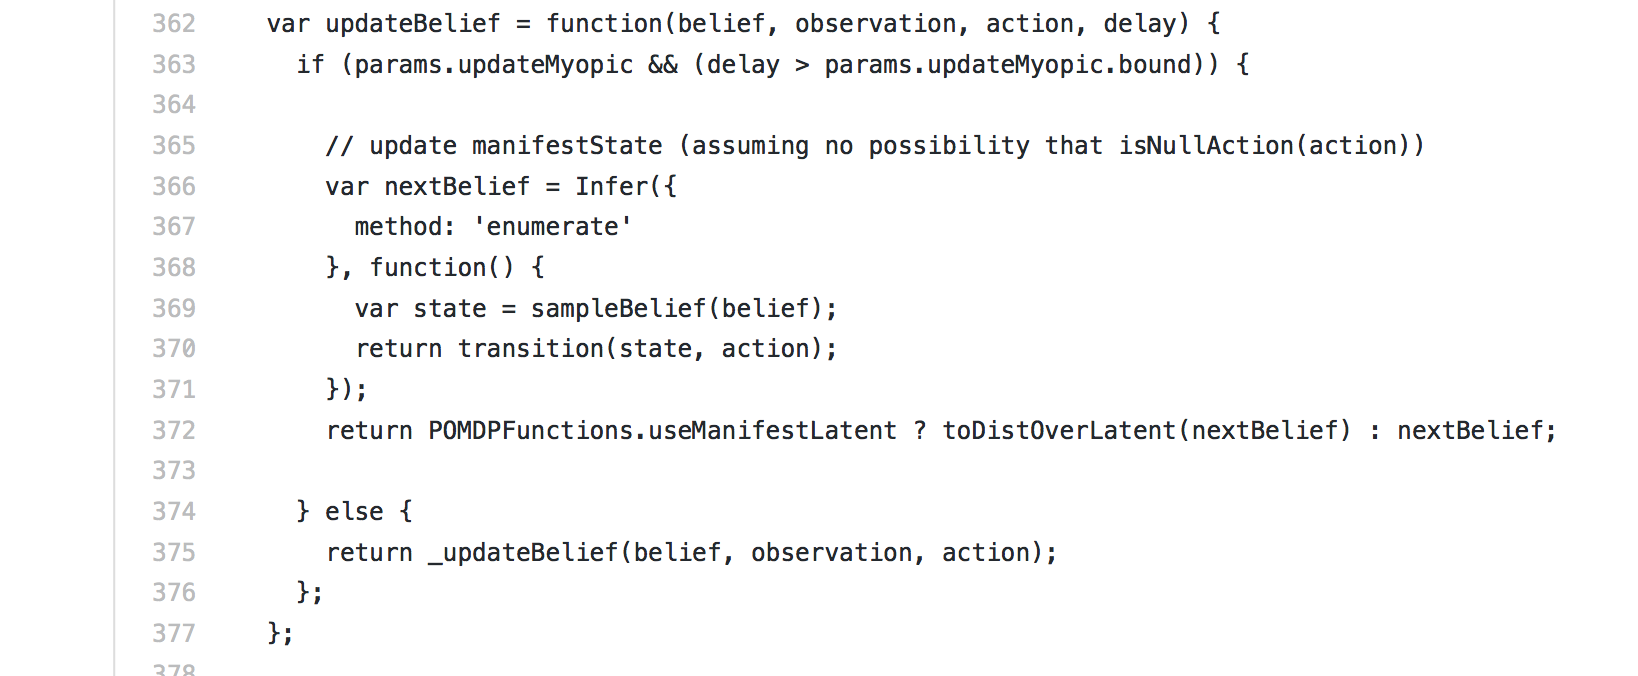 362 var updateBelief = function(belief, observation, action, delay) {
363 if (params.updateMyopic && (delay > params.updateMyopic.bound)) {
364
365 // update manifestState (assuming no possibility that isNullAction(action))
366 var nextBelief = Infer({
367 method: 'enumerate'
368 }, function() {
369 var state = sampleBelief(belief);
370 return transition(state, action);
371 });
372 return POMDPFunctions.useManifestLatent ? toDistOverLatent(nextBelief) : nextBelief;
373
374 } else {
375 return _updateBelief(belief, observation, action);
376 };
377 };
378